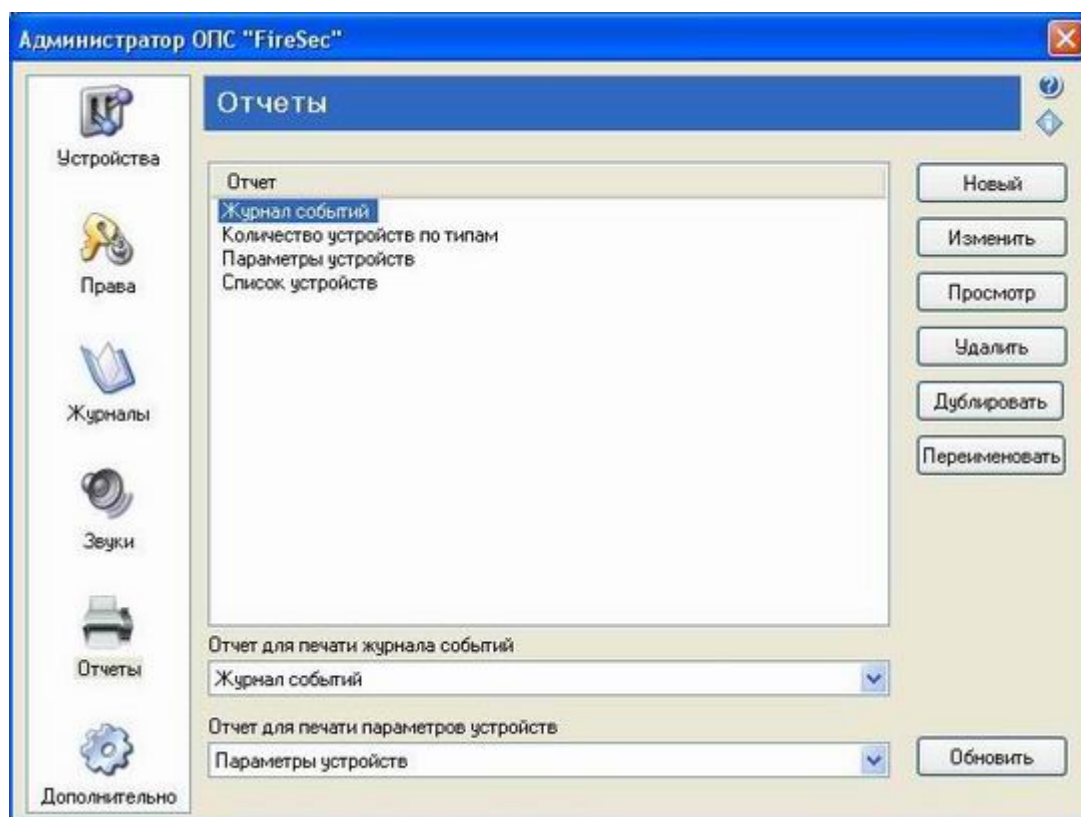 Администратор ОПС "FireSec"
Отчеты
Устройства
Права
Журналы
Звуки
Отчеты
Дополнительно
Отчет
Журнал событий
Количество устройств по типам
Параметры устройств
Список устройств
Отчет для печати журнала событий
Журнал событий
Отчет для печати параметров устройств
Параметры устройств
Новый
Изменить
Просмотр
Удалить
Дублировать
Переименовать
Обновить